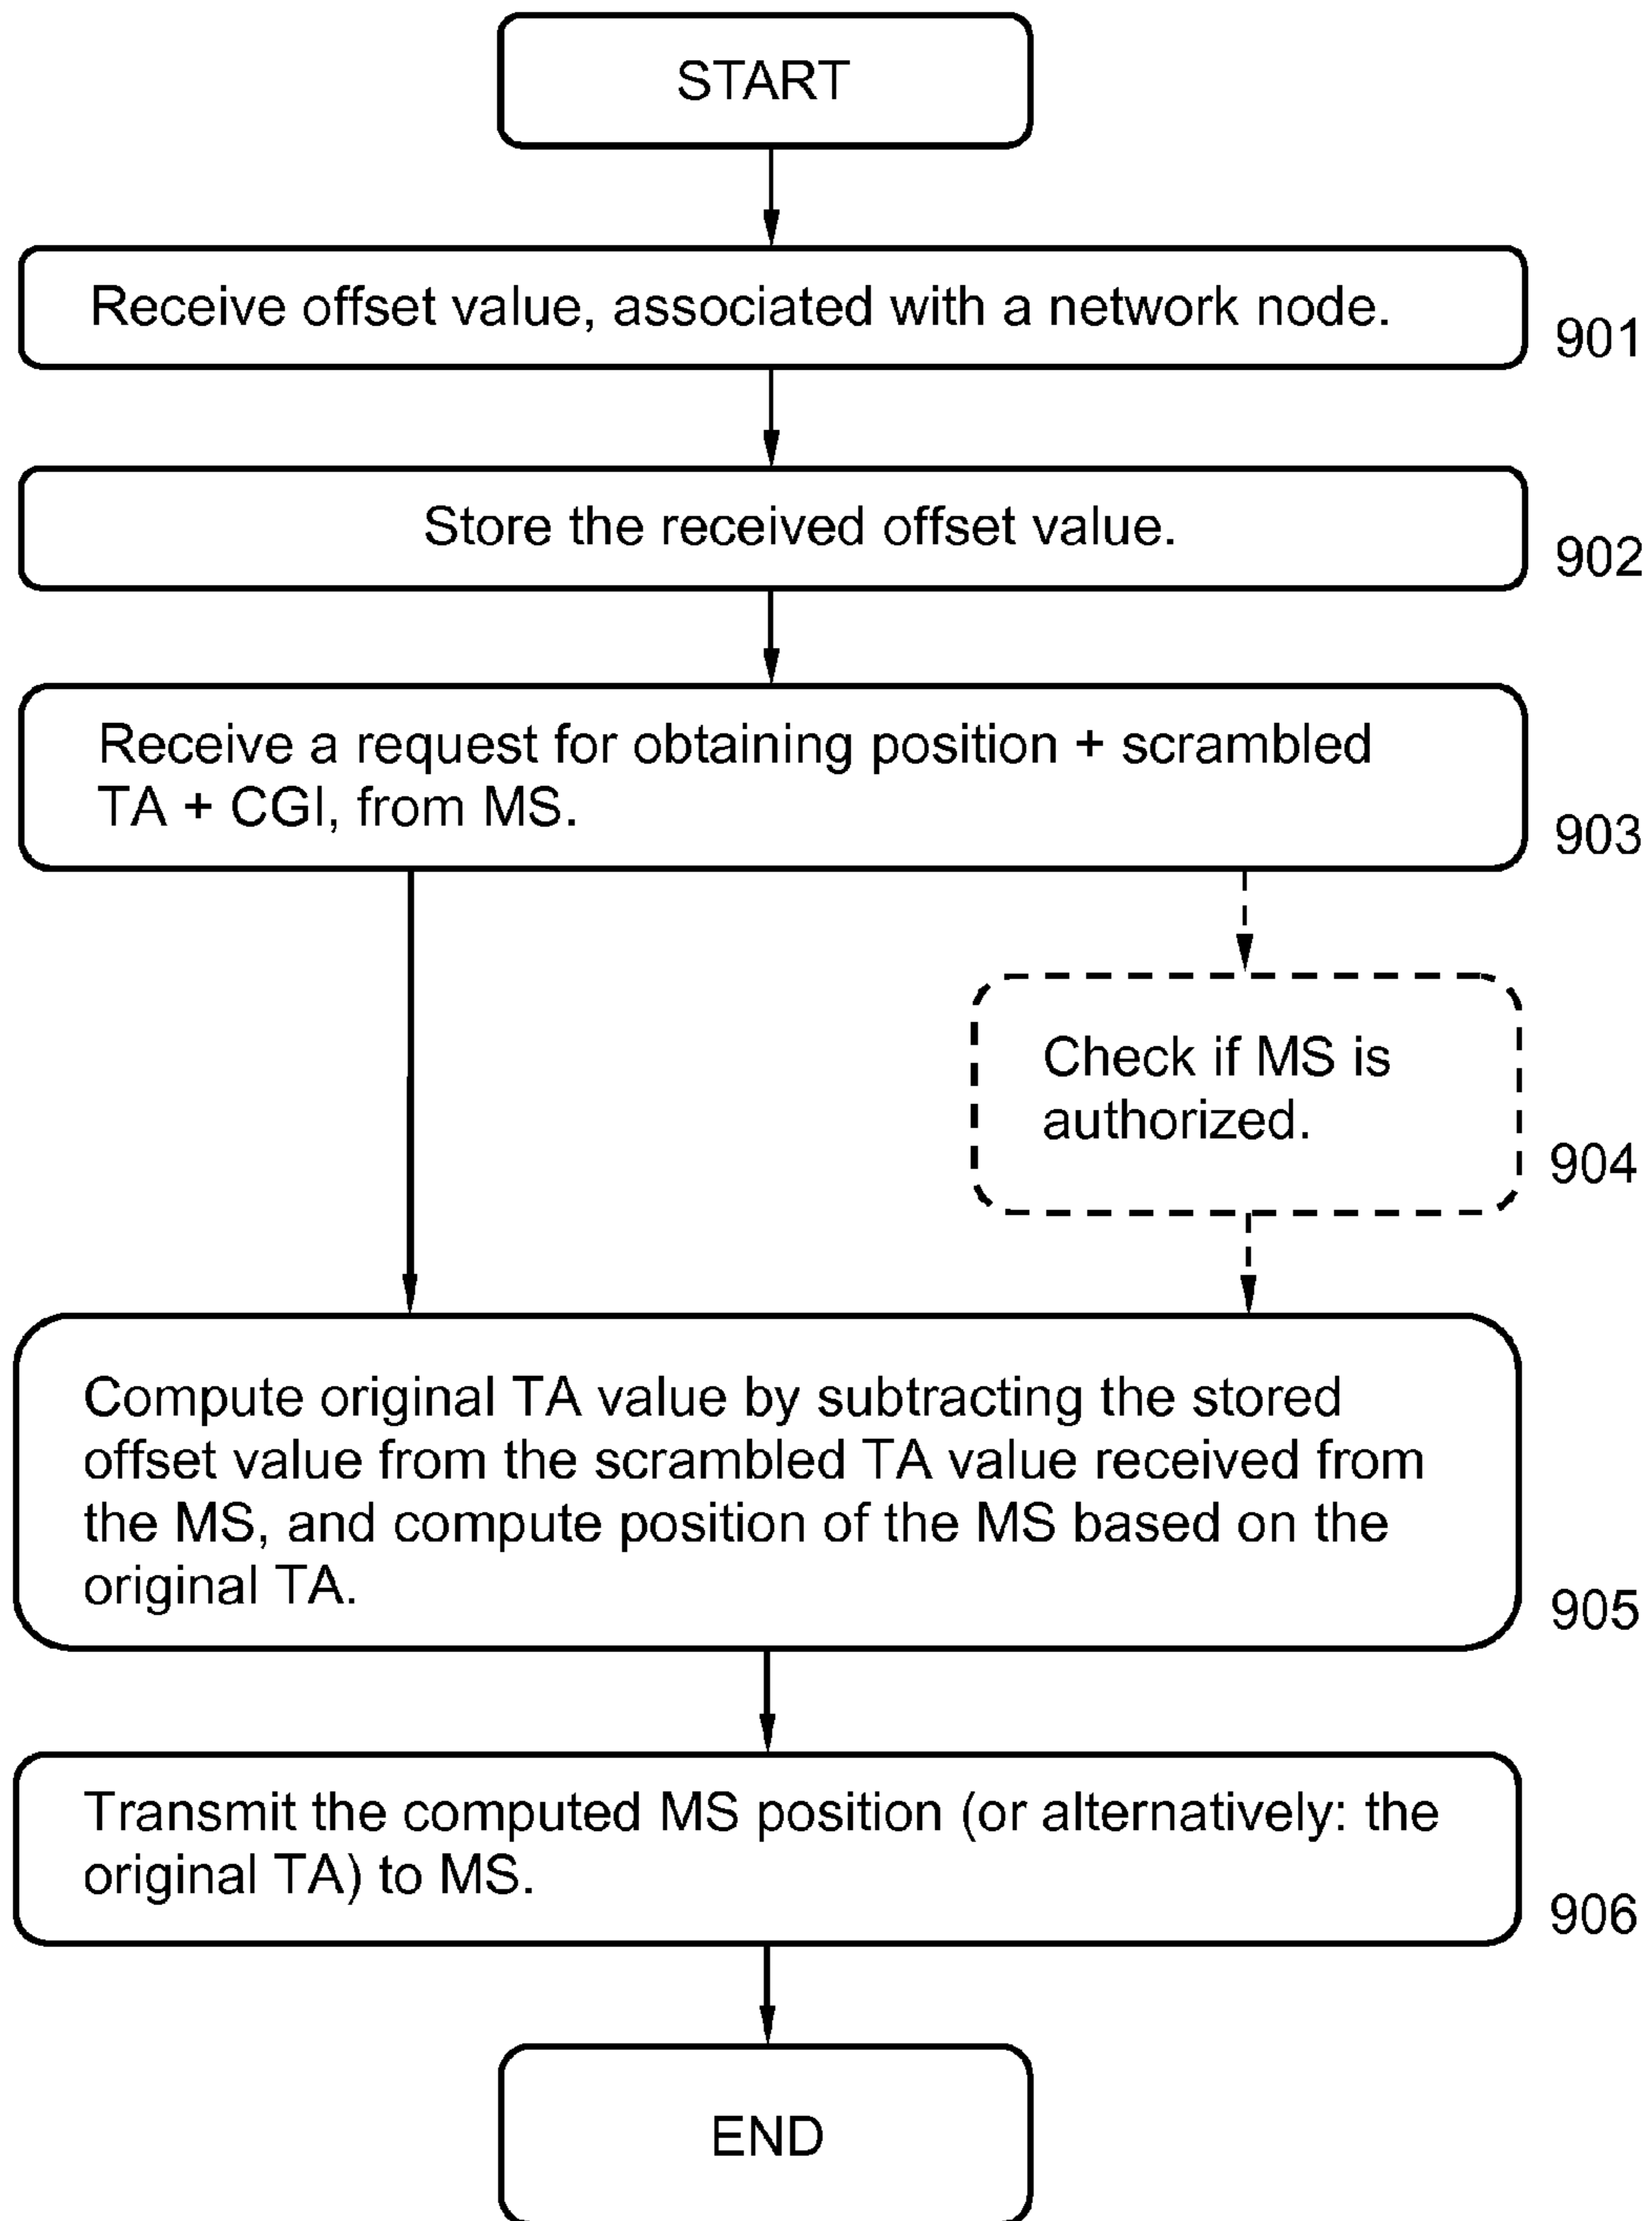 START
Receive offset value, associated with a network node.
901
Store the received offset value.
902
Receive a request for obtaining position + scrambled
TA + CGI, from MS.
903
Check if MS is
authorized.
904
Compute original TA value by subtracting the stored
offset value from the scrambled TA value received from
the MS, and compute position of the MS based on the
original TA.
905
Transmit the computed MS position (or alternatively: the
original TA) to MS.
906
END